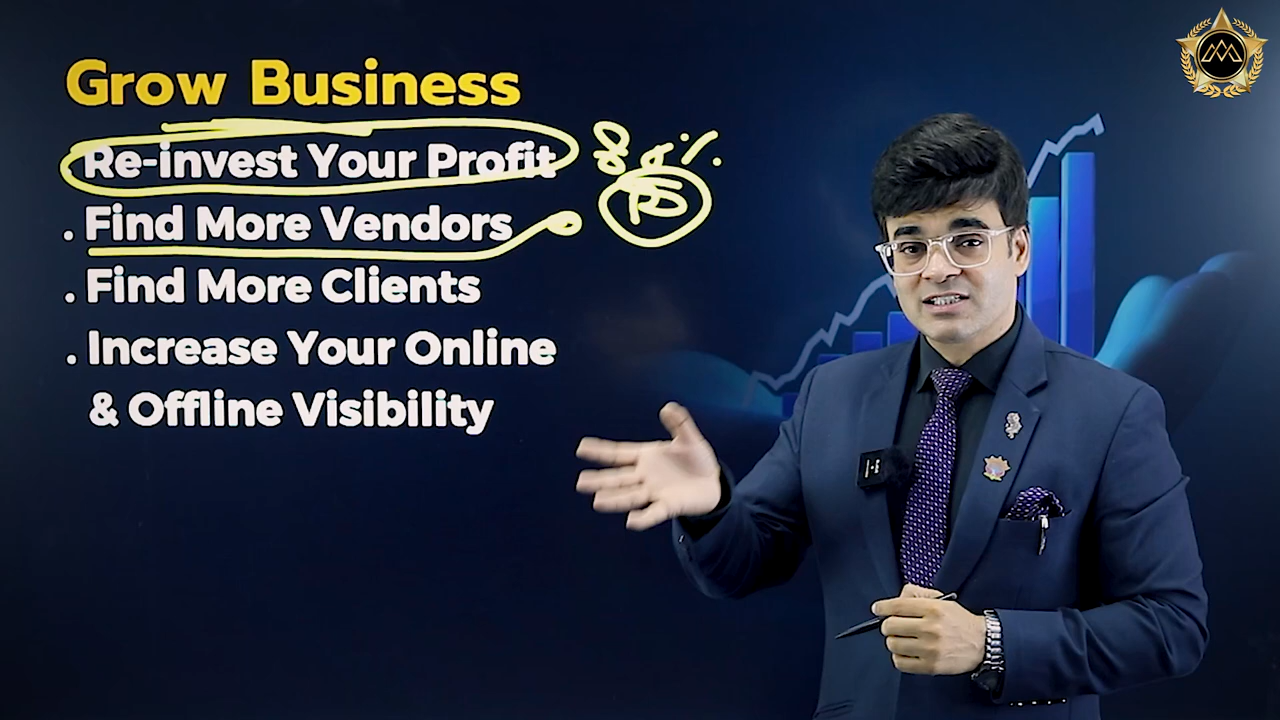 Grow Business
Re-invest Your Profit
. Find More Vendors
. Find More Clients
. Increase Your Online
& Offline Visibility